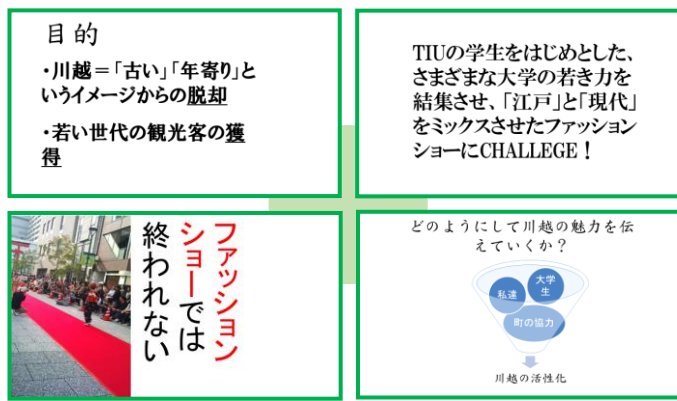 目的
・川越＝「古い」「年寄り」と
いうイメージからの脱却
・若い世代の観光客の獲
得
TIUの学生をはじめとした、
さまざまな大学の若き力を
結集させ、「江戸」と「現代」
をミックスさせたファッション
ショーにCHALLEGE！
ファッション
ショーでは
終われない
どのようにして川越の魅力を伝
えていくか？
私達
大学
生
町の協力
川越の活性化